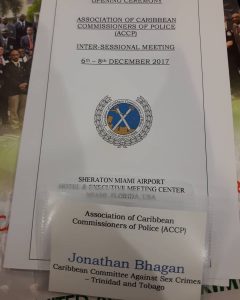 OPENING CEREMONY
ASSOCIATION OF CARIBBEAN
COMMISSIONERS OF POLICE
(ACCP)
INTER-SESSIONAL MEETING
6th – 8th DECEMBER 2017
SHERATON MIAMI AIRPORT
HOTEL & EXECUTIVE MEETING CENTER
MIAMI, FLORIDA, USA
Association of Caribbean
Commissioners of Police (ACCP)
Jonathan Bhagan
Caribbean Committee Against Sex Crimes
– Trinidad and Tobago